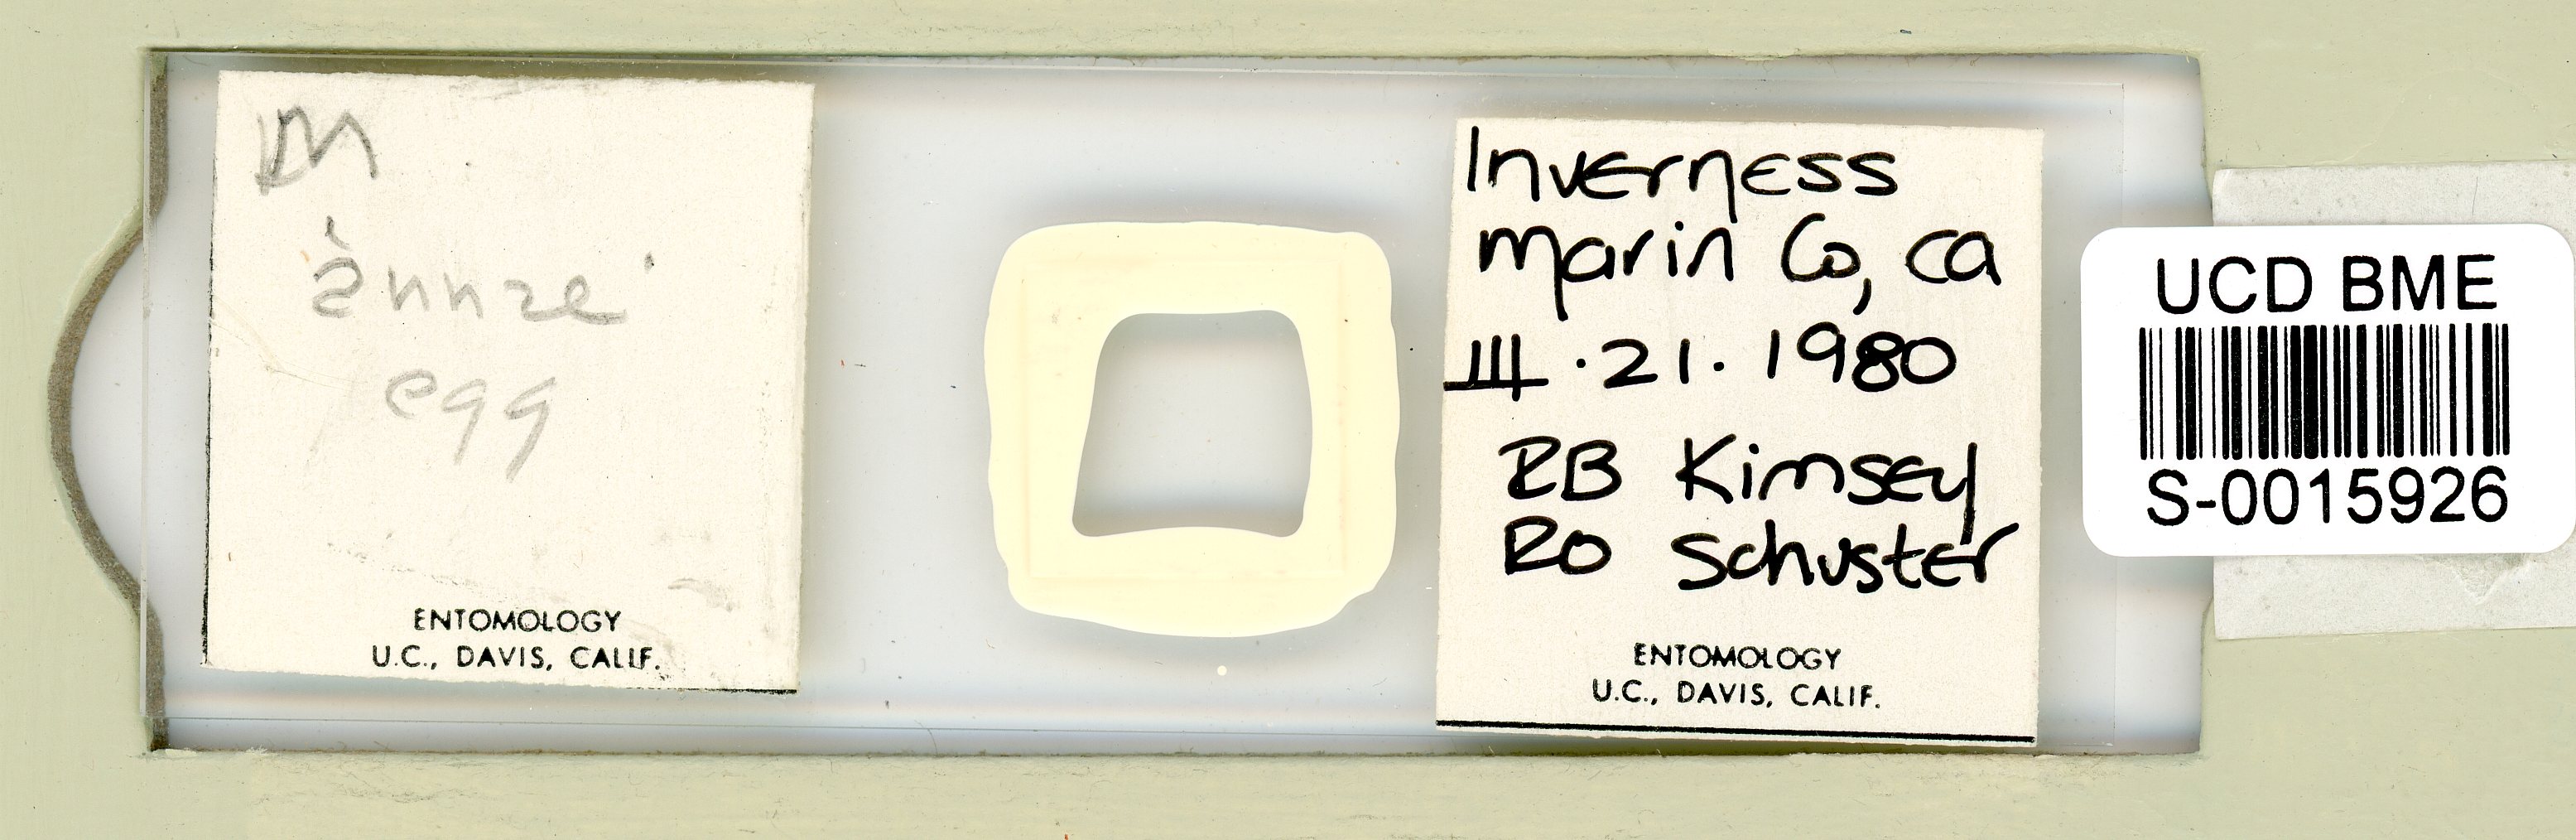 M
annae
egg
ENTOMOLOGY
U.C., DAVIS, CALIF.
Inverness
Marin Co, CA
III.21.1980
RB Kimsey
RO Schuster
ENTOMOLOGY
U.C., DAVIS, CALIF.
UCD BME
S-0015926